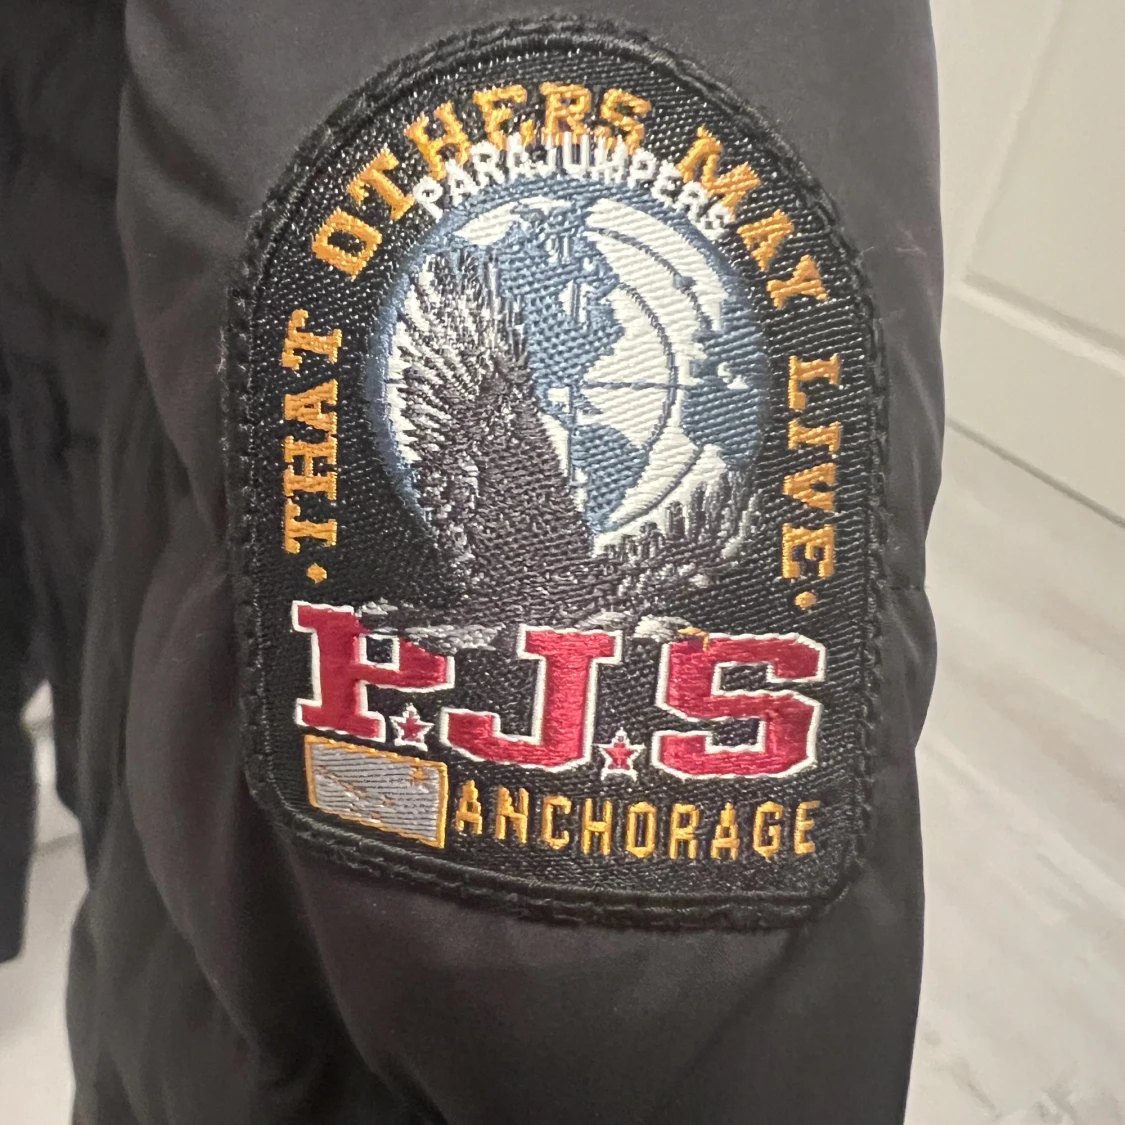 · THAT OTHERS MAY LIVE ·
PARAJUMPERS
P.J.S
ANCHORAGE